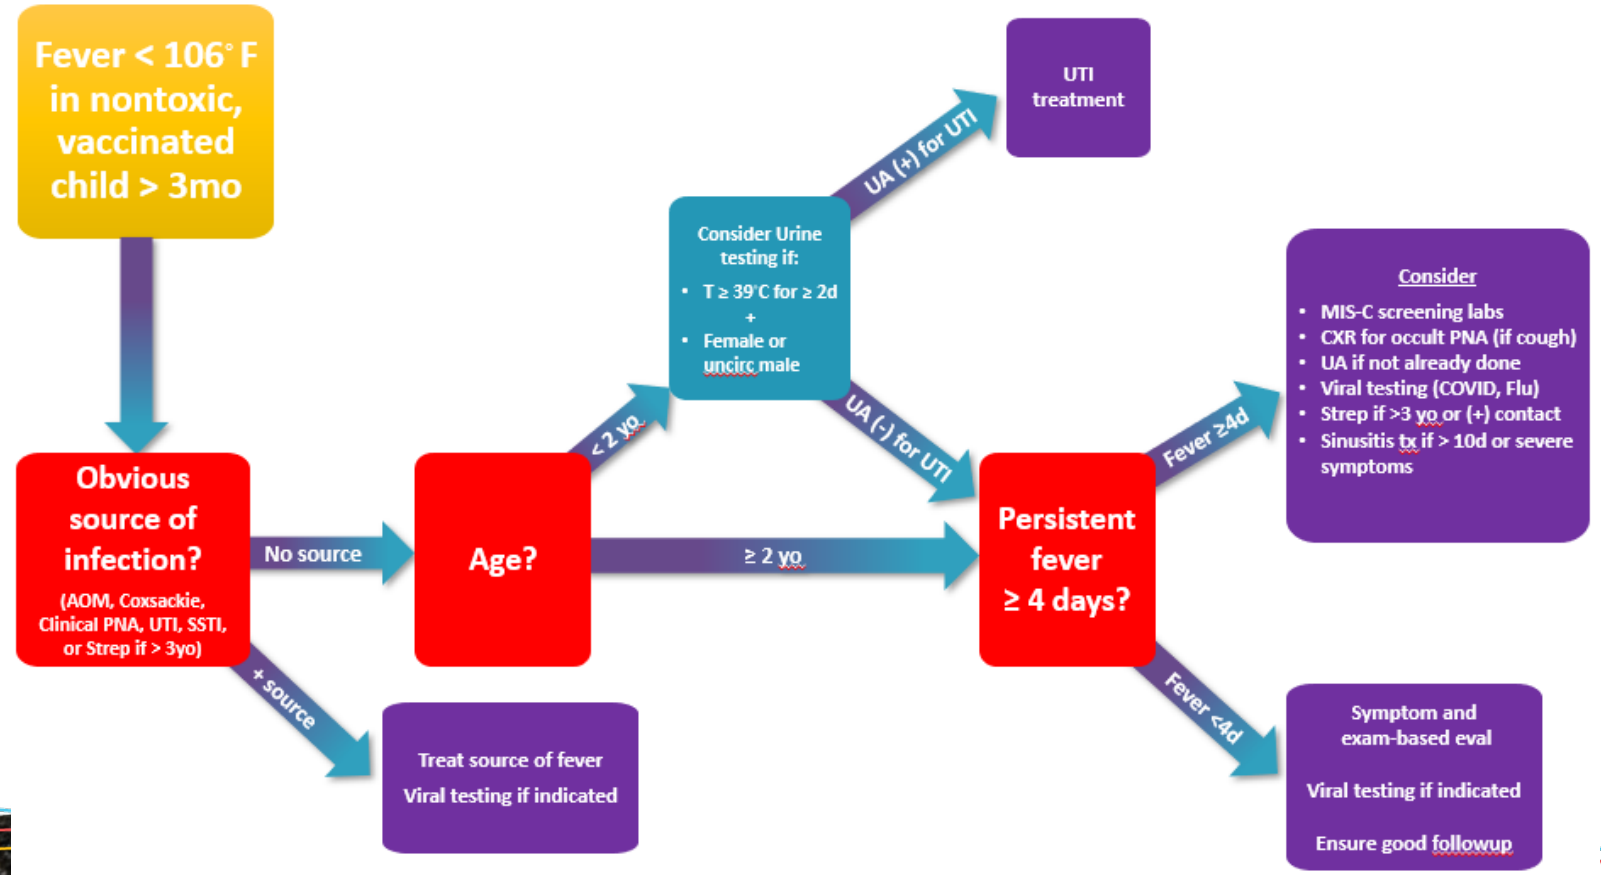 Fever < 106° F
in nontoxic,
vaccinated
child > 3mo
Obvious
source of
infection?
(AOM, Coxsackie,
Clinical PNA, UTI, SSTI,
or Strep if > 3yo)
No source
+ source
Treat source of fever
Viral testing if indicated
Age?
< 2 yo
≥ 2 yo
Consider Urine
testing if:
• T ≥ 39°C for ≥ 2d
+
• Female or
uncirc male
UA (+) for UTI
UTI
treatment
UA (-) for UTI
Persistent
fever
≥ 4 days?
Fever ≥4d
Consider
• MIS-C screening labs
• CXR for occult PNA (if cough)
• UA if not already done
• Viral testing (COVID, Flu)
• Strep if >3 yo or (+) contact
• Sinusitis tx if > 10d or severe
symptoms
Fever <4d
Symptom and
exam-based eval
Viral testing if indicated
Ensure good followup